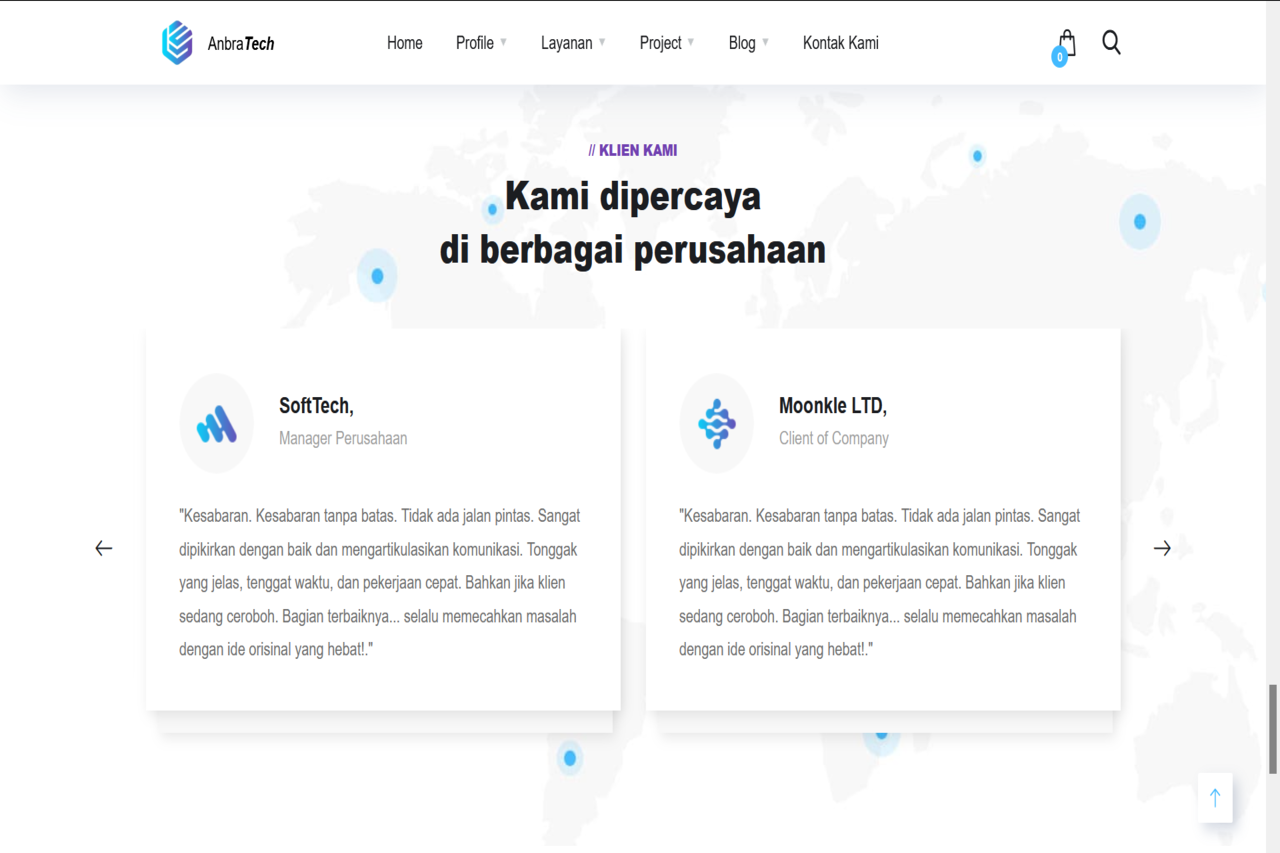 AnbraTech
Home Profile Layanan Project Blog Kontak Kami
0
// KLIEN KAMI
Kami dipercaya
di berbagai perusahaan
SoftTech,
Manager Perusahaan
"Kesabaran. Kesabaran tanpa batas. Tidak ada jalan pintas. Sangat
dipikirkan dengan baik dan mengartikulasikan komunikasi. Tonggak
yang jelas, tenggat waktu, dan pekerjaan cepat. Bahkan jika klien
sedang ceroboh. Bagian terbaiknya... selalu memecahkan masalah
dengan ide orisinal yang hebat!."
Moonkle LTD,
Client of Company
"Kesabaran. Kesabaran tanpa batas. Tidak ada jalan pintas. Sangat
dipikirkan dengan baik dan mengartikulasikan komunikasi. Tonggak
yang jelas, tenggat waktu, dan pekerjaan cepat. Bahkan jika klien
sedang ceroboh. Bagian terbaiknya... selalu memecahkan masalah
dengan ide orisinal yang hebat!."